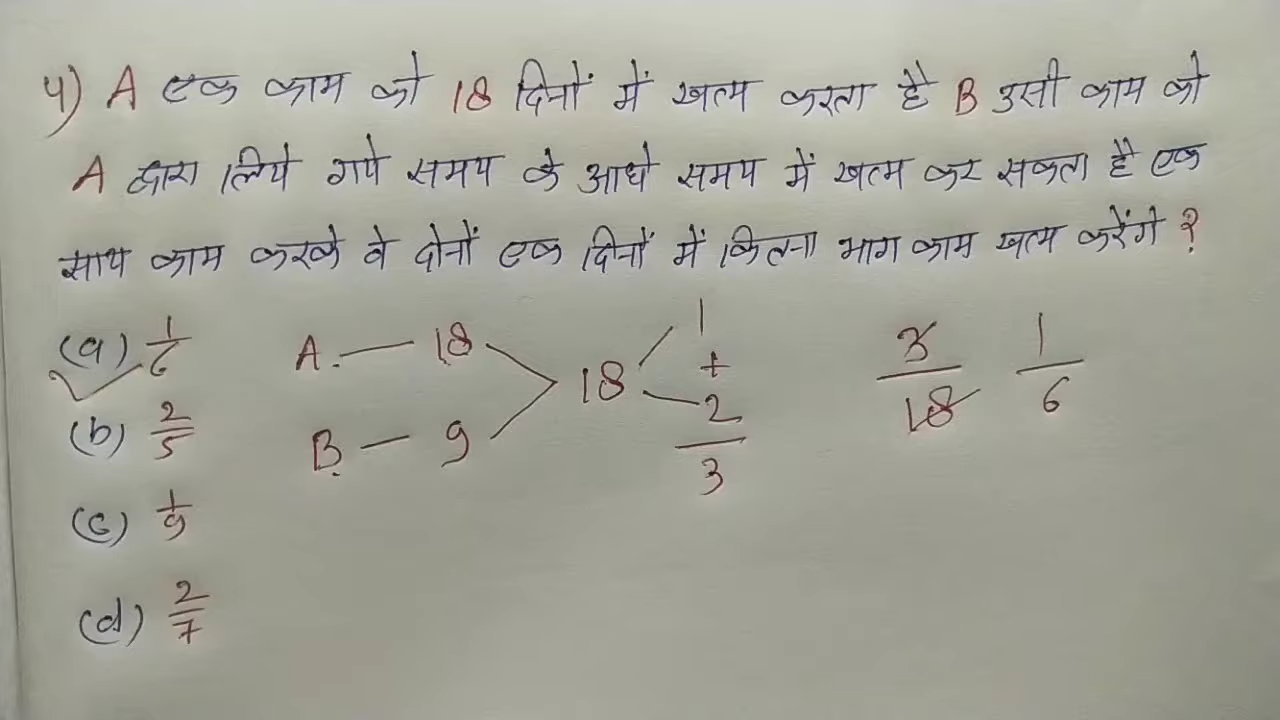 4) A एक काम को 18 दिनों में खत्म करता है B उसी काम को
A द्वारा लिये गये समय के आधे समय में खत्म कर सकता है एक
साथ काम करके वे दोनों एक दिनों में कितना भाग काम खत्म करेंगे ?
(a) 1/6
(b) 2/5
(c) 1/9
(d) 2/7
A. — 18
B — 9
18
1
+
2
3
3/18 1/6